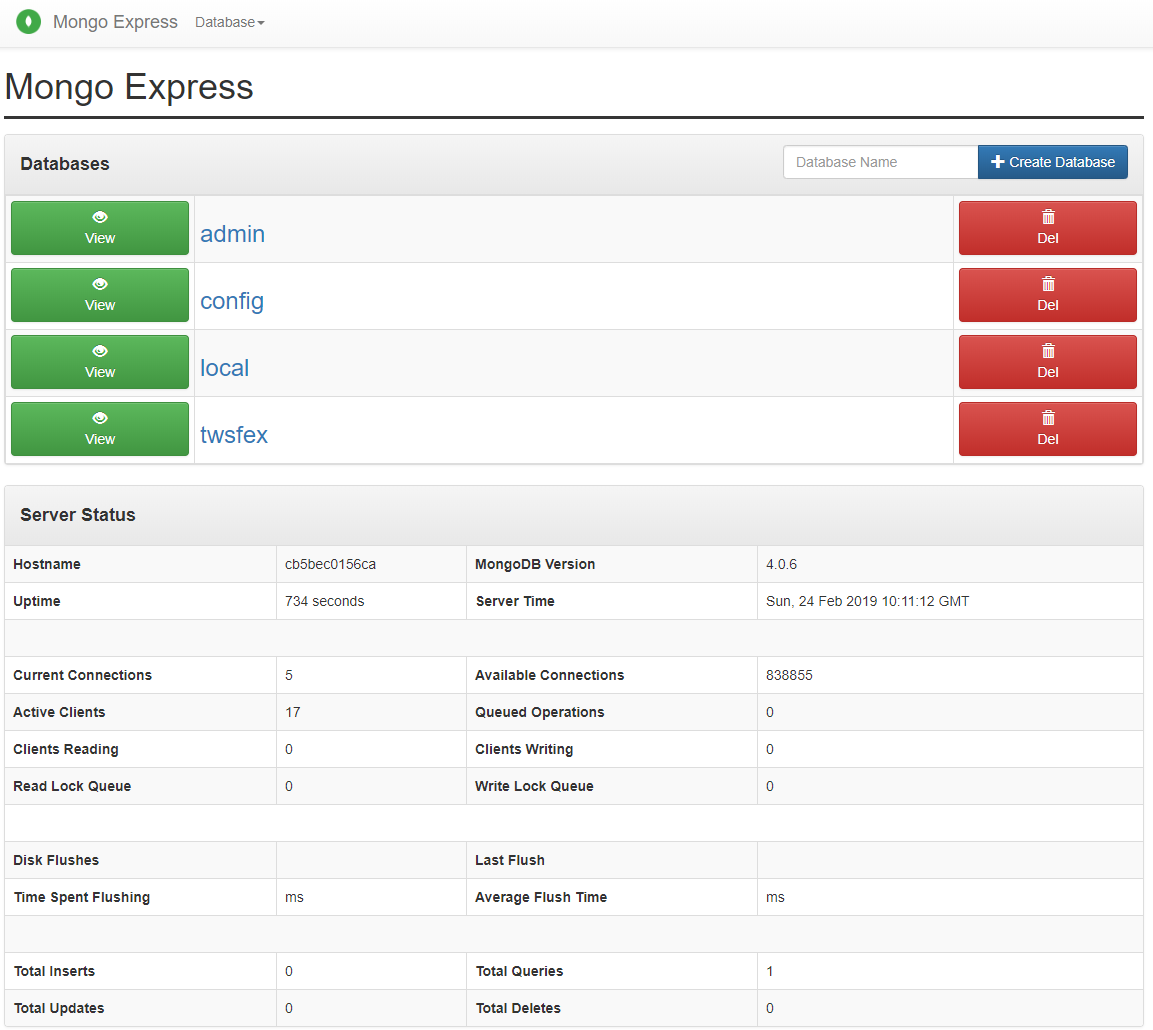 Mongo Express Database
Mongo Express
Databases Database Name Create Database
View admin Del
View config Del
View local Del
View twsfex Del
Server Status
Hostname cb5bec0156ca MongoDB Version 4.0.6
Uptime 734 seconds Server Time Sun, 24 Feb 2019 10:11:12 GMT
Current Connections 5 Available Connections 838855
Active Clients 17 Queued Operations 0
Clients Reading 0 Clients Writing 0
Read Lock Queue 0 Write Lock Queue 0
Disk Flushes Last Flush
Time Spent Flushing ms Average Flush Time ms
Total Inserts 0 Total Queries 1
Total Updates 0 Total Deletes 0